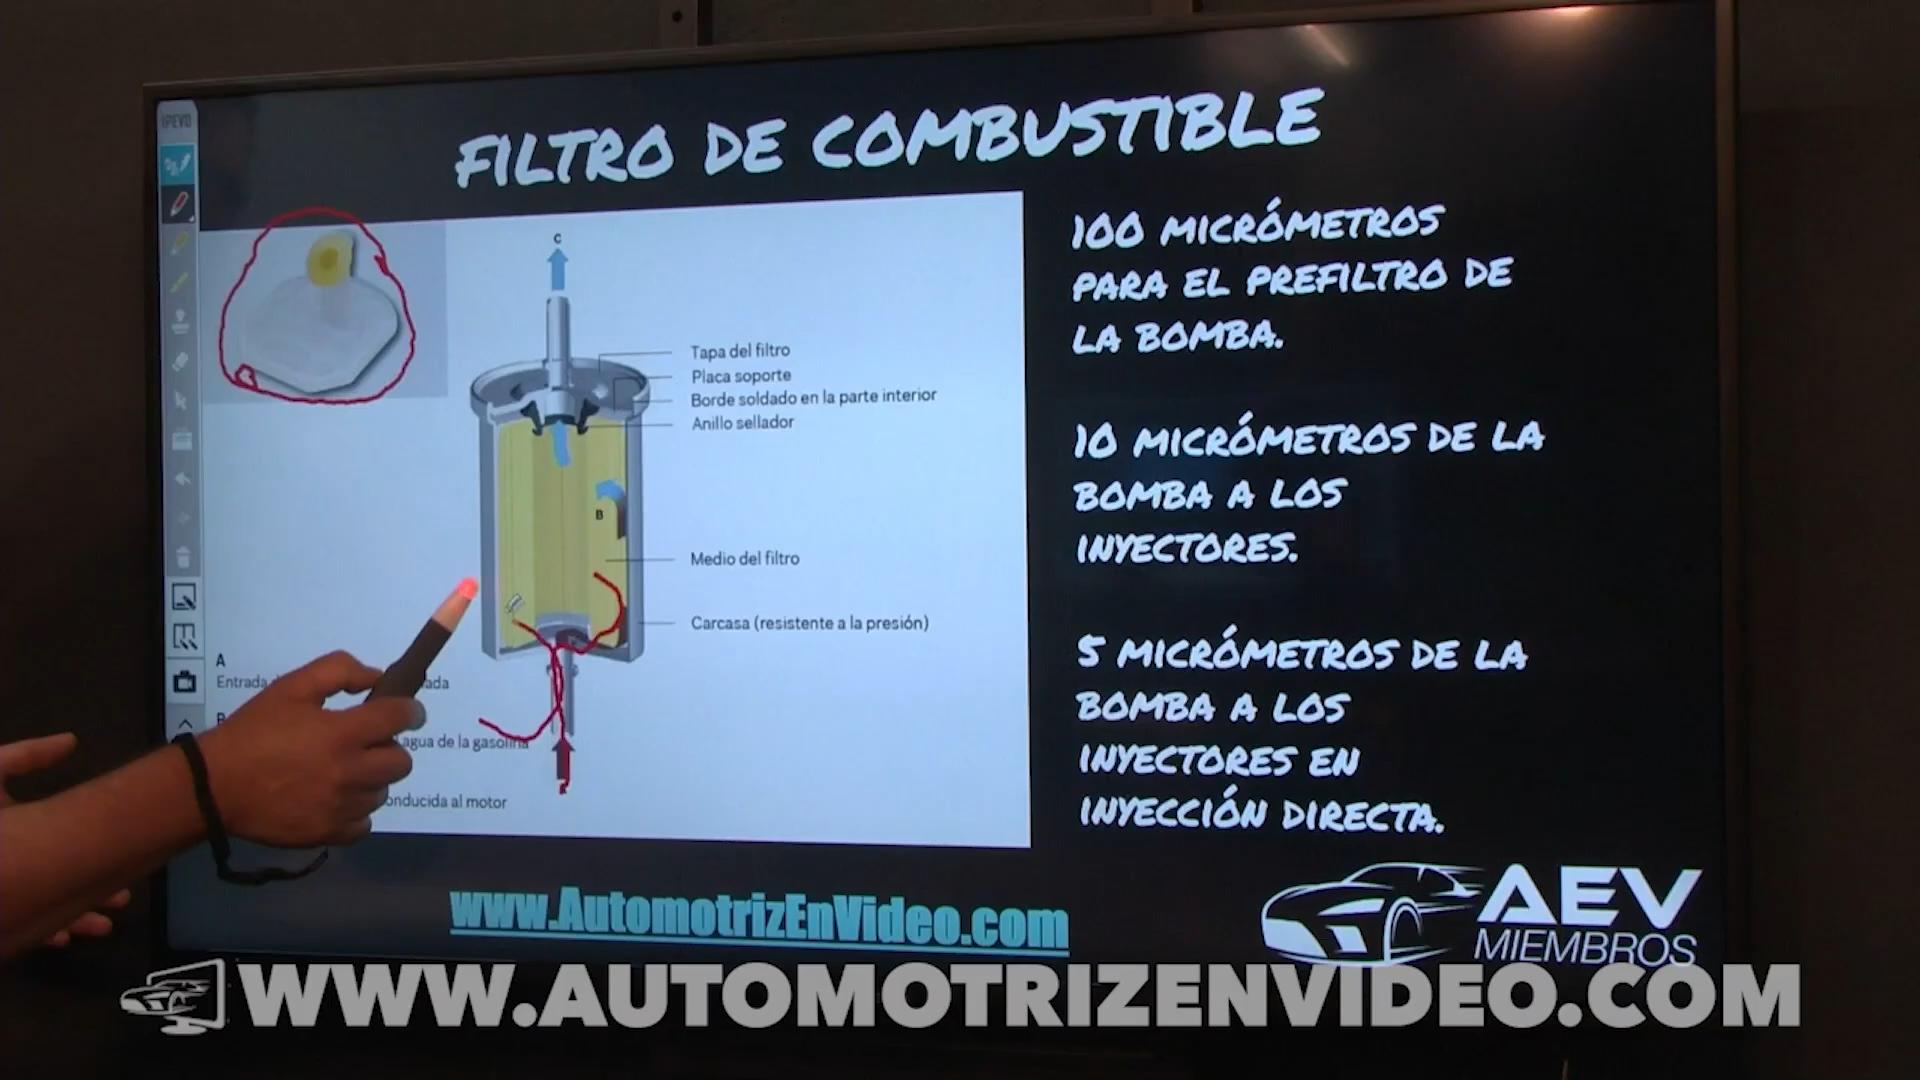 IPEVO
FILTRO DE COMBUSTIBLE
C
Tapa del filtro
Placa soporte
Borde soldado en la parte interior
Anillo sellador
B
Medio del filtro
Carcasa (resistente a la presión)
A
Entrada
agua de la gasolina
conducida al motor
100 MICRÓMETROS
PARA EL PREFILTRO DE
LA BOMBA.
10 MICRÓMETROS DE LA
BOMBA A LOS
INYECTORES.
5 MICRÓMETROS DE LA
BOMBA A LOS
INYECTORES EN
INYECCIÓN DIRECTA.
www.AutomotrizEnVideo.com
AEV
MIEMBROS
WWW.AUTOMOTRIZENVIDEO.COM